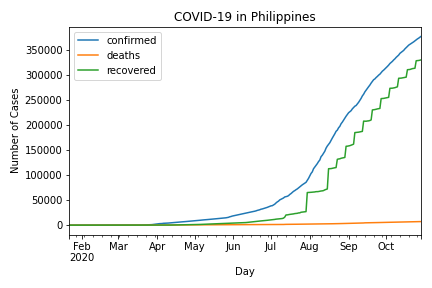 COVID-19 in Philippines
confirmed
deaths
recovered
Number of Cases
350000
300000
250000
200000
150000
100000
50000
0
Feb Mar Apr May Jun Jul Aug Sep Oct
2020
Day